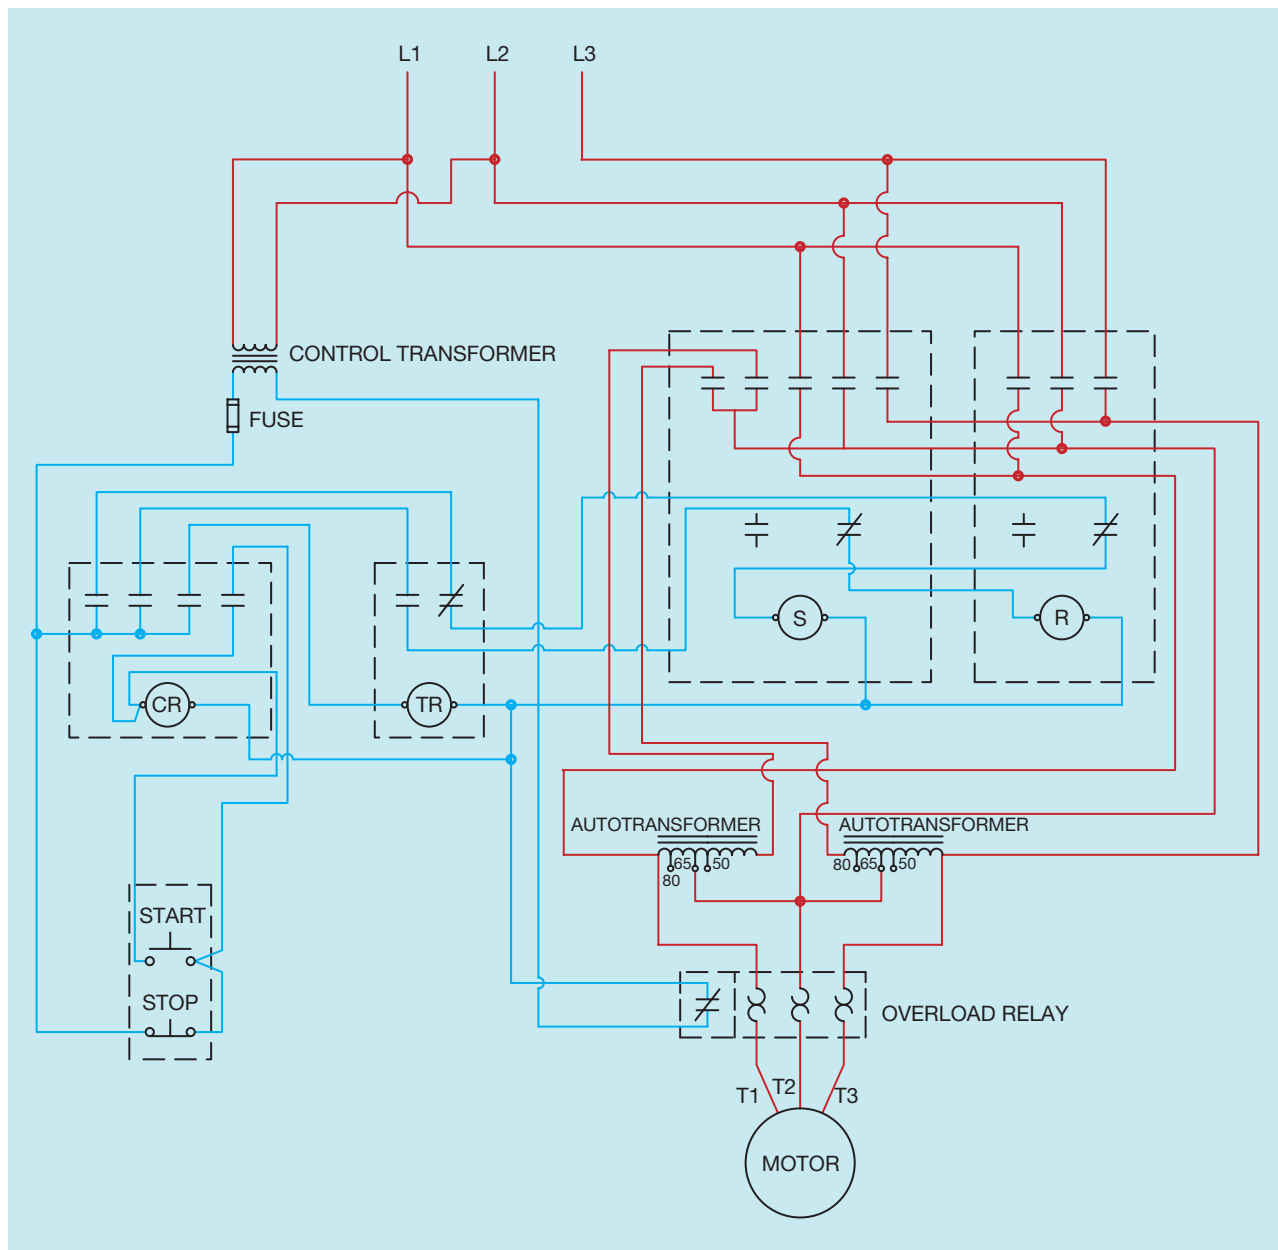 L1 L2 L3
CONTROL TRANSFORMER
FUSE
S R
CR TR
AUTOTRANSFORMER AUTOTRANSFORMER
65 50 80 65 50
80
START
STOP
OVERLOAD RELAY
T1 T2 T3
MOTOR